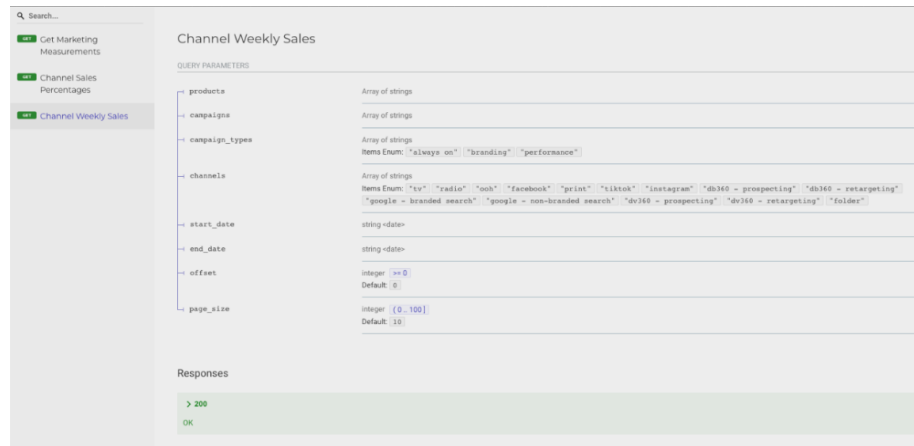 Search...
GET Get Marketing
Measurements
GET Channel Sales
Percentages
GET Channel Weekly Sales
Channel Weekly Sales
QUERY PARAMETERS
products Array of strings
campaigns Array of strings
campaign_types Array of strings
Items Enum: "always on" "branding" "performance"
channels Array of strings
Items Enum: "tv" "radio" "ooh" "facebook" "print" "tiktok" "instagram" "db360 - prospecting" "db360 - retargeting"
"google - branded search" "google - non-branded search" "dv360 - prospecting" "dv360 - retargeting" "folder"
start_date string <date>
end_date string <date>
offset integer >= 0
Default: 0
page_size integer [ 0 .. 100 ]
Default: 10
Responses
> 200
OK